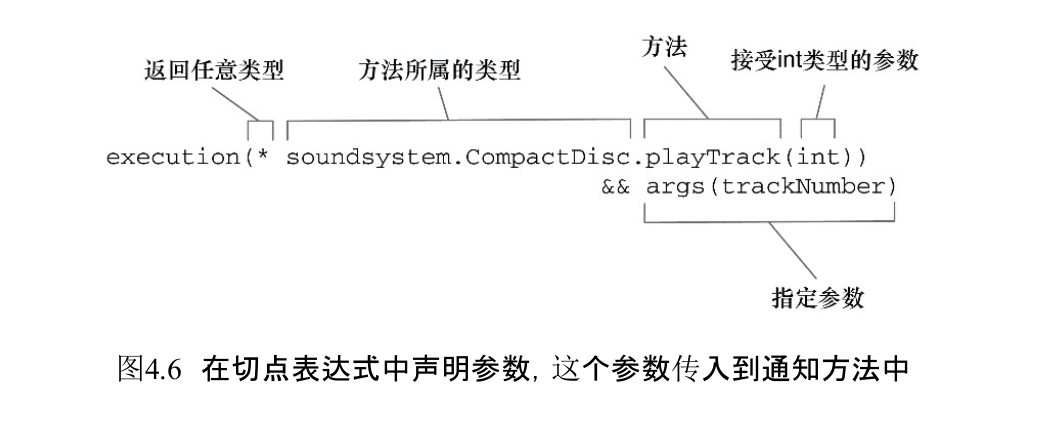 方法
接受int类型的参数
返回任意类型
方法所属的类型
execution(* soundsystem.CompactDisc.playTrack(int))
&& args(trackNumber)
指定参数
图4.6 在切点表达式中声明参数, 这个参数传入到通知方法中